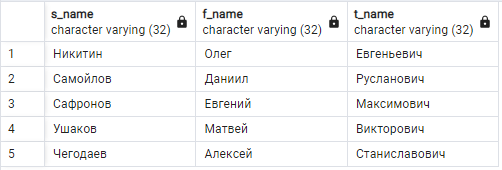 s_name f_name t_name
character varying (32) character varying (32) character varying (32)
1 Никитин Олег Евгеньевич
2 Самойлов Даниил Русланович
3 Сафронов Евгений Максимович
4 Ушаков Матвей Викторович
5 Чегодаев Алексей Станиславович